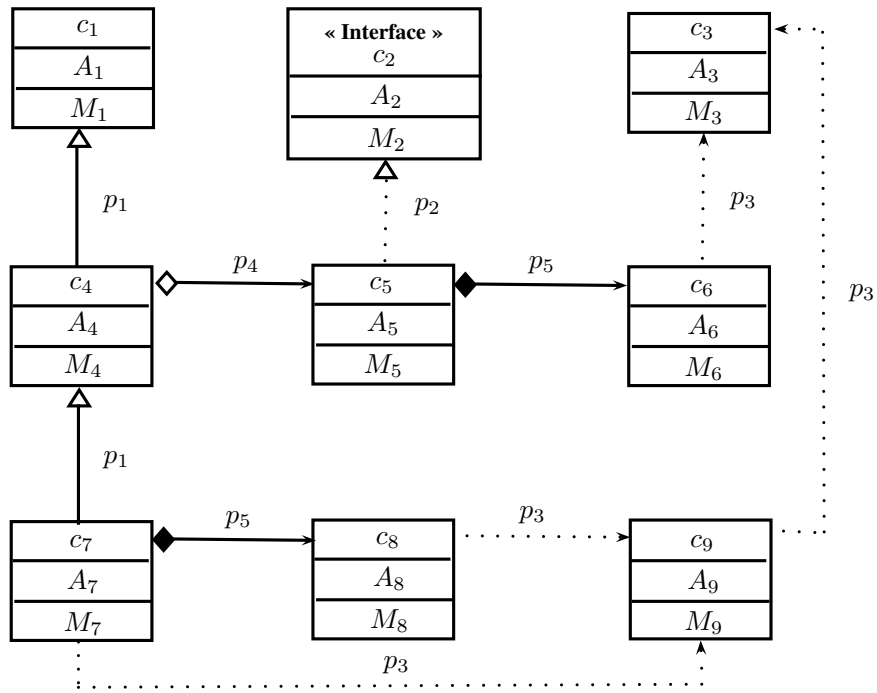 c₁
A₁
M₁
« Interface »
c₂
A₂
M₂
c₃
A₃
M₃
p₁
p₂
p₃
c₄
A₄
M₄
p₄
c₅
A₅
M₅
p₅
c₆
A₆
M₆
p₃
p₁
c₇
A₇
M₇
p₅
c₈
A₈
M₈
p₃
c₉
A₉
M₉
p₃